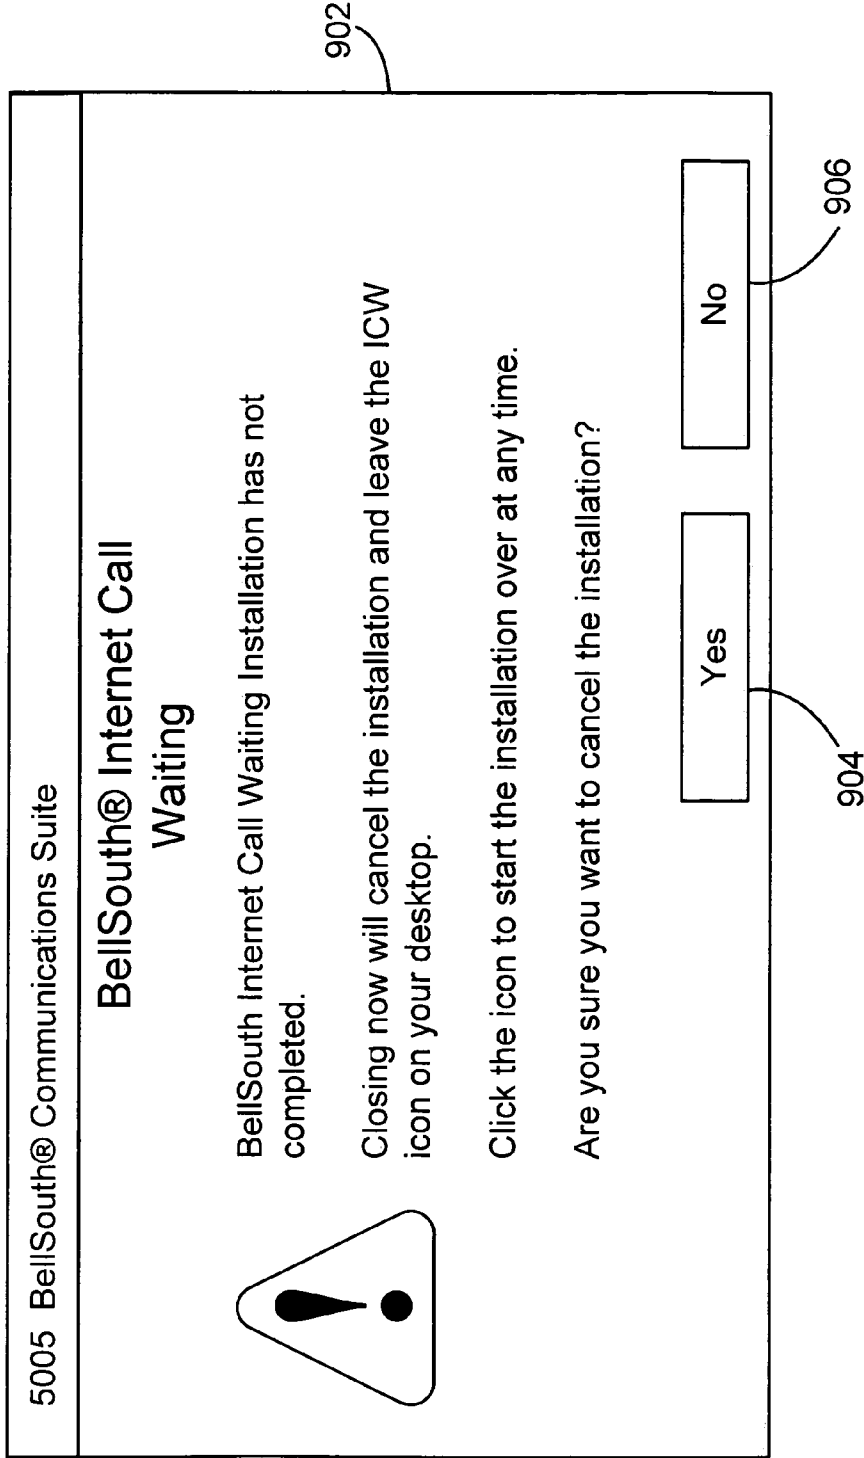 5005 BellSouth® Communications Suite
BellSouth® Internet Call
Waiting
BellSouth Internet Call Waiting Installation has not
completed.
Closing now will cancel the installation and leave the ICW
icon on your desktop.
Click the icon to start the installation over at any time.
Are you sure you want to cancel the installation?
Yes
No
902
904
906